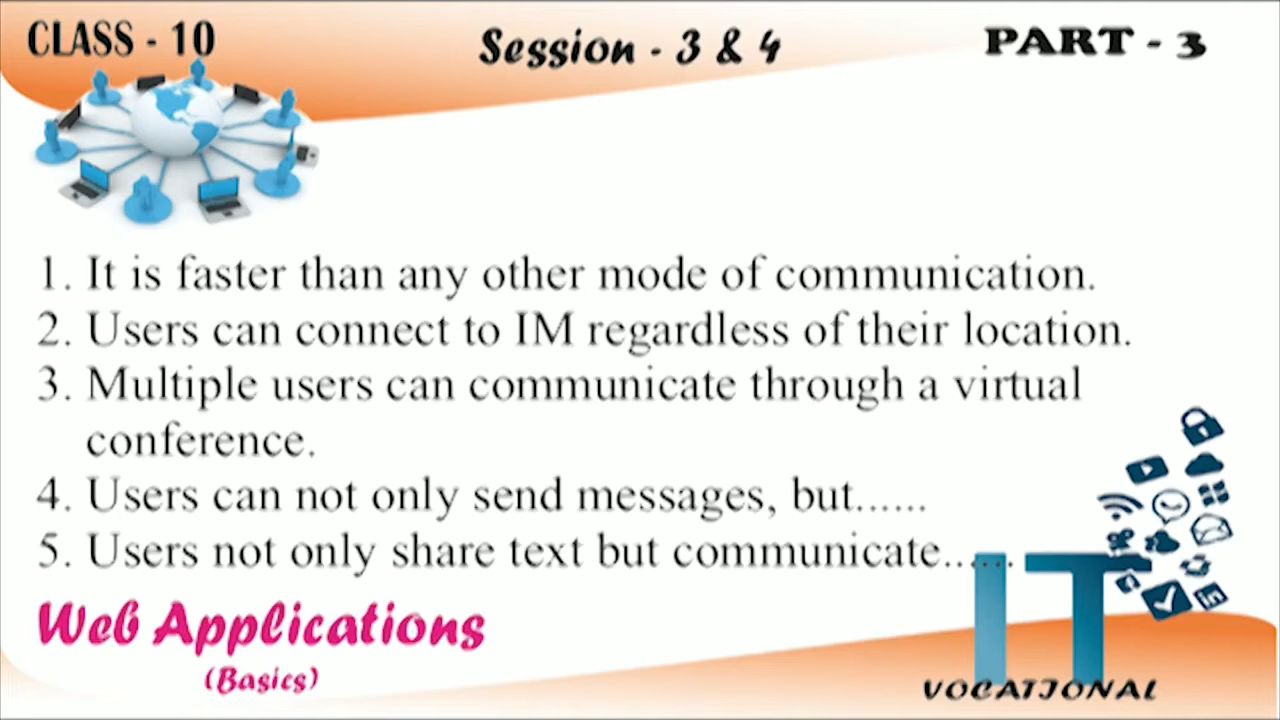 CLASS - 10
Session - 3 & 4
PART - 3
1. It is faster than any other mode of communication.
2. Users can connect to IM regardless of their location.
3. Multiple users can communicate through a virtual
conference.
4. Users can not only send messages, but......
5. Users not only share text but communicate......
Web Applications
(Basics)
IT
VOCATIONAL